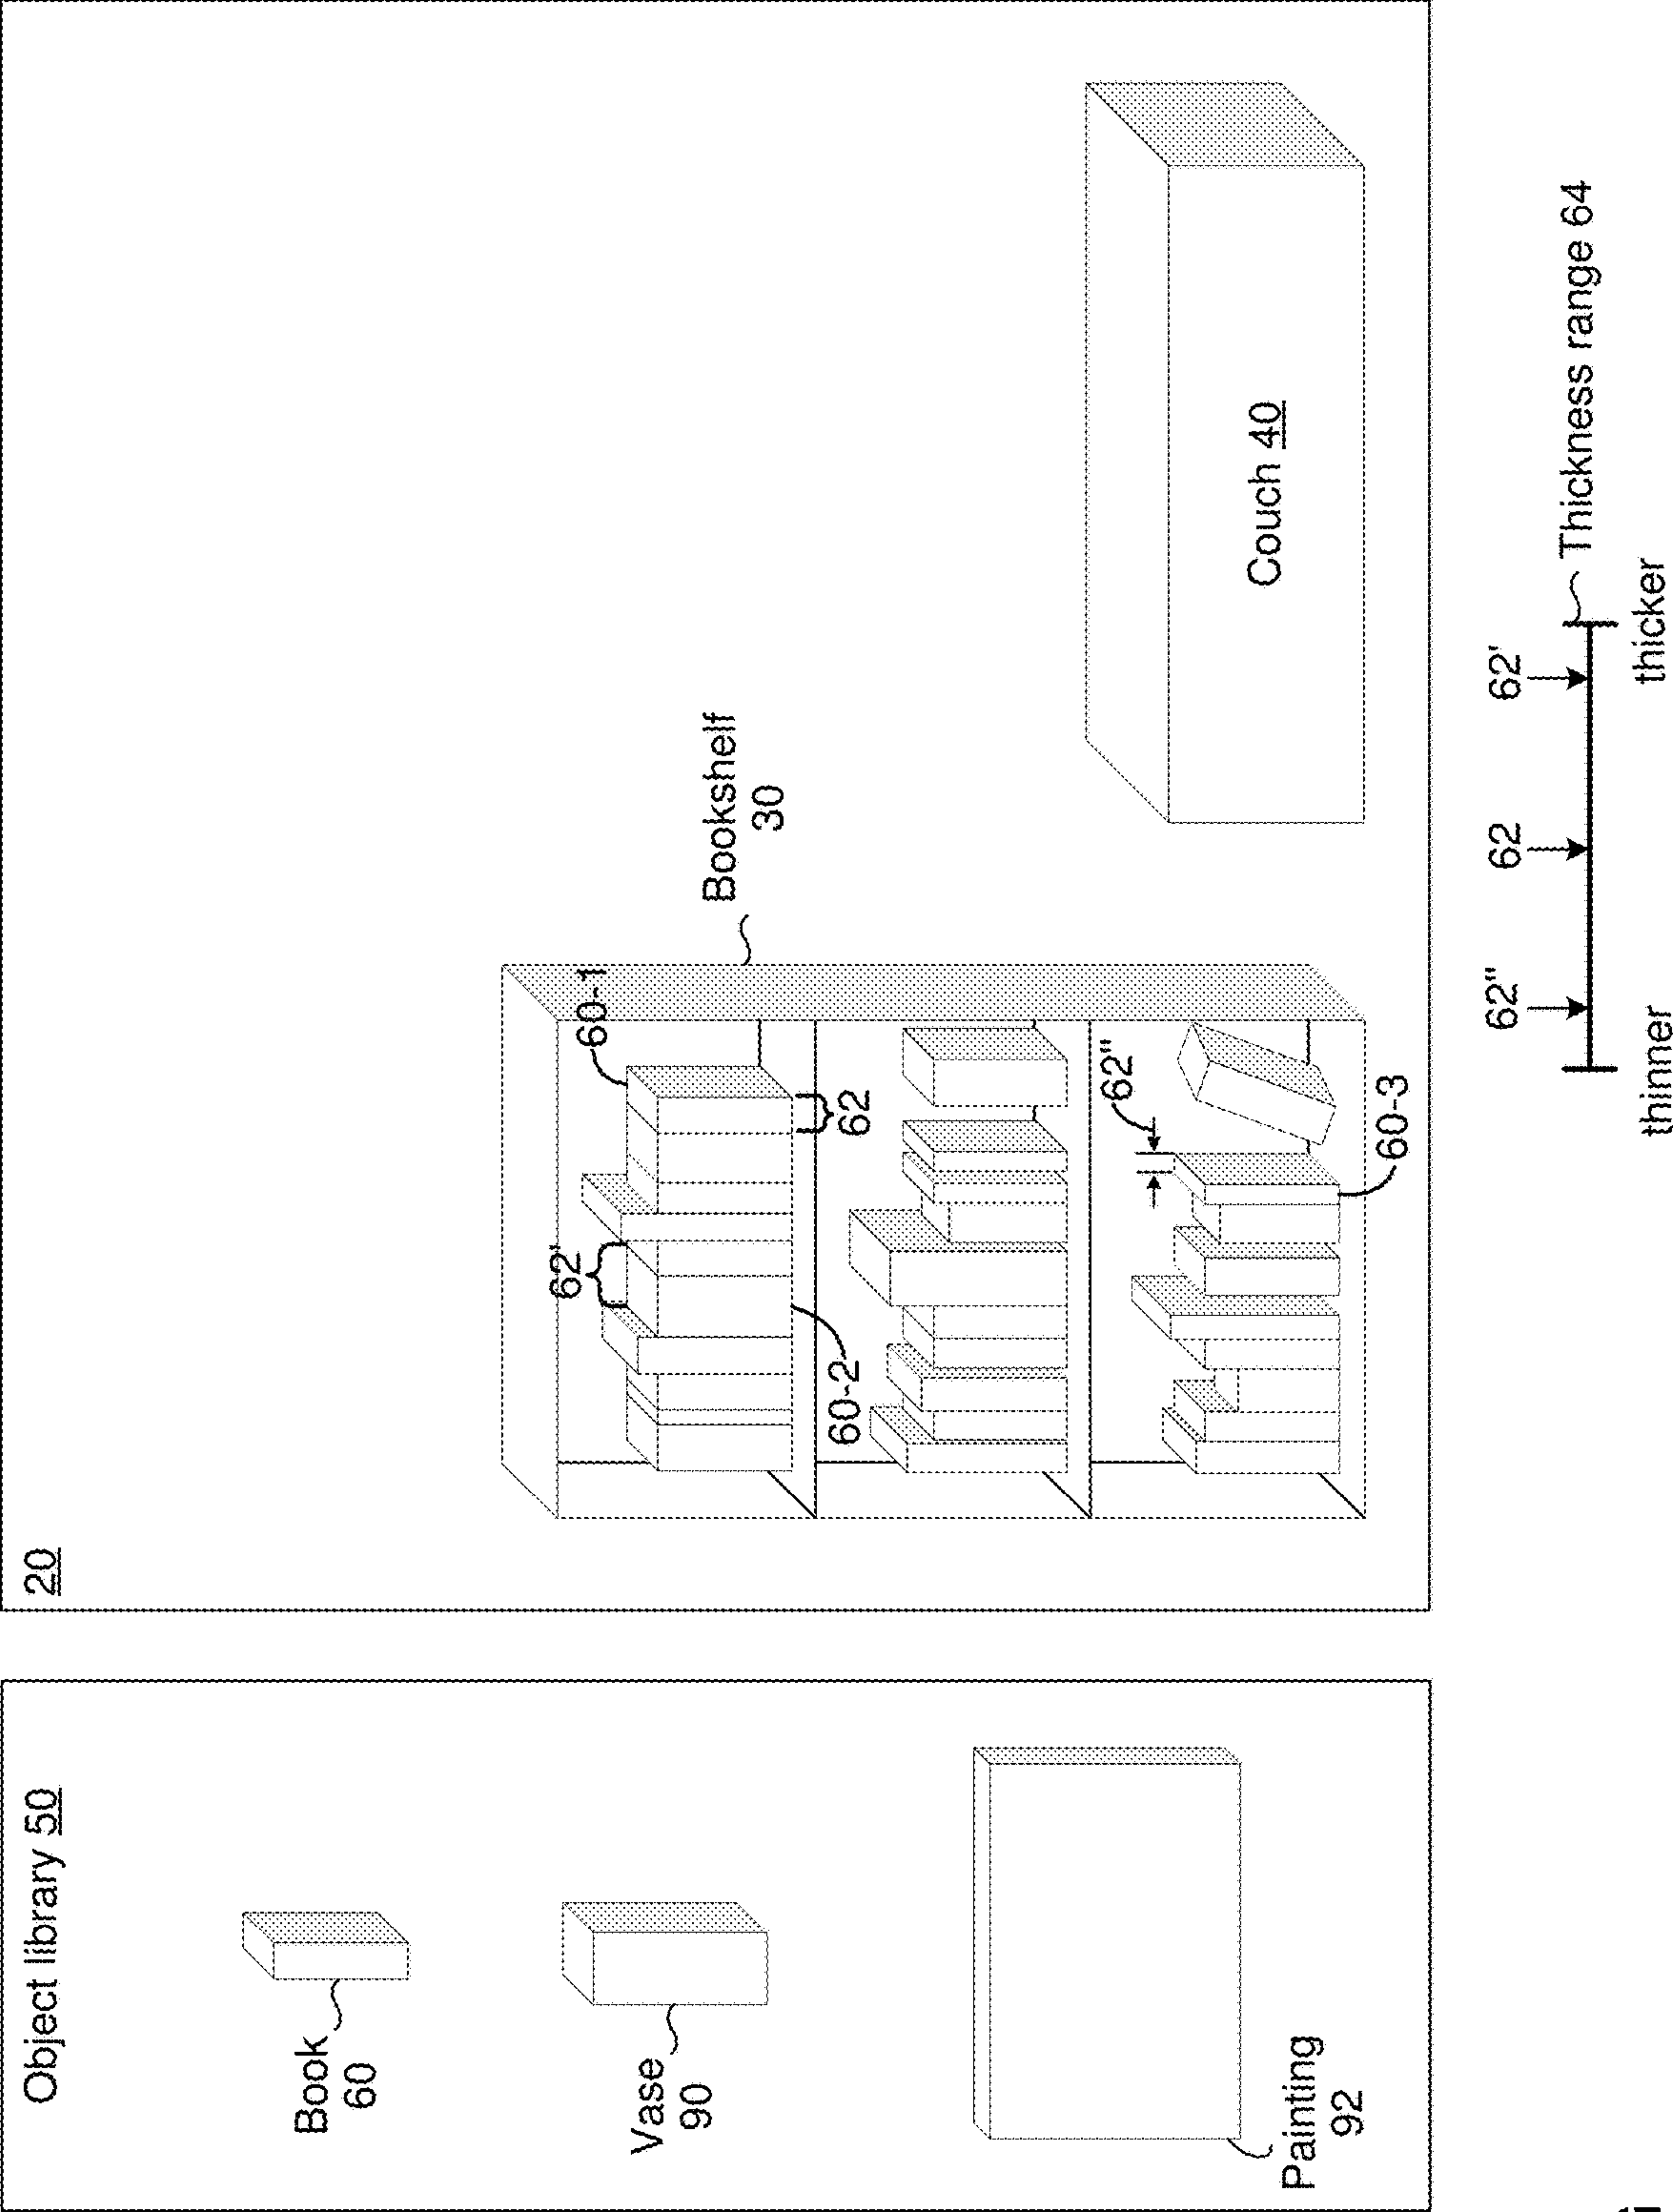 Object library 50
Book
60
Vase
90
Painting
92
20
Bookshelf
30
60-1
62
62'
60-2
62"
60-3
Couch 40
62"
62
62'
Thickness range 64
thinner
thicker